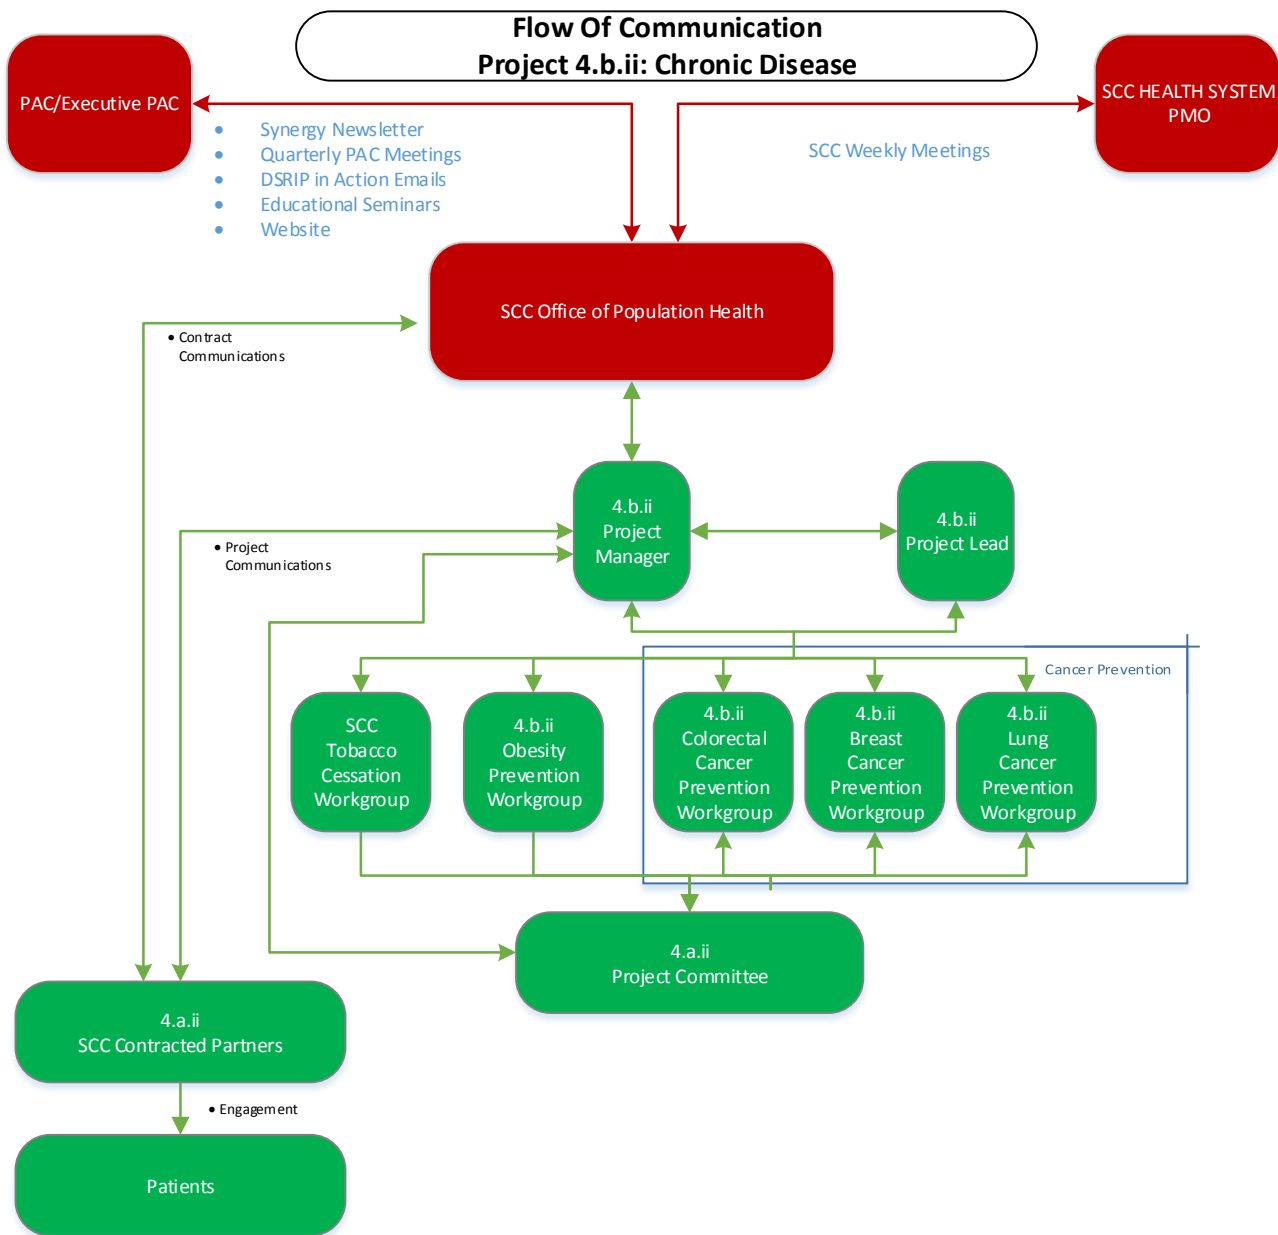 Flow Of Communication
Project 4.b.ii: Chronic Disease
PAC/Executive PAC
SCC HEALTH SYSTEM
PMO
• Synergy Newsletter
• Quarterly PAC Meetings
• DSRIP in Action Emails
• Educational Seminars
• Website
SCC Weekly Meetings
SCC Office of Population Health
• Contract
Communications
4.b.ii
Project
Manager
4.b.ii
Project Lead
• Project
Communications
Cancer Prevention
SCC
Tobacco
Cessation
Workgroup
4.b.ii
Obesity
Prevention
Workgroup
4.b.ii
Colorectal
Cancer
Prevention
Workgroup
4.b.ii
Breast
Cancer
Prevention
Workgroup
4.b.ii
Lung
Cancer
Prevention
Workgroup
4.a.ii
Project Committee
4.a.ii
SCC Contracted Partners
• Engagement
Patients